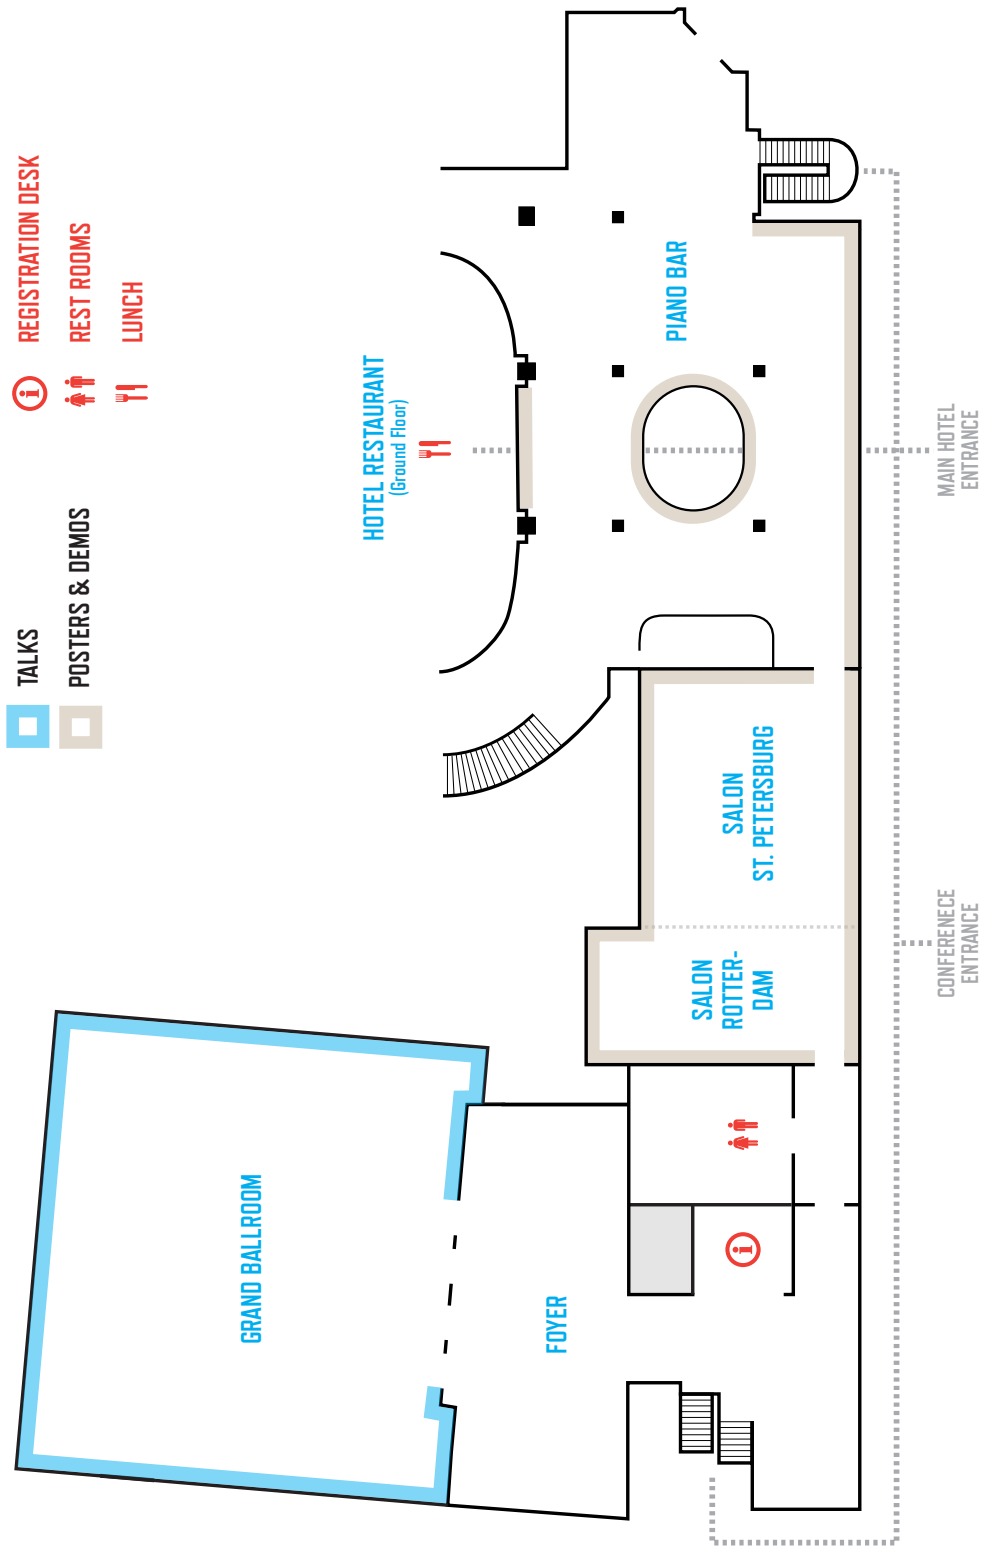 TALKS
POSTERS & DEMOS
REGISTRATION DESK
REST ROOMS
LUNCH
GRAND BALLROOM
FOYER
HOTEL RESTAURANT
(Ground Floor)
PIANO BAR
SALON
ROTTER-
DAM
SALON
ST. PETERSBURG
CONFERENECE
ENTRANCE
MAIN HOTEL
ENTRANCE